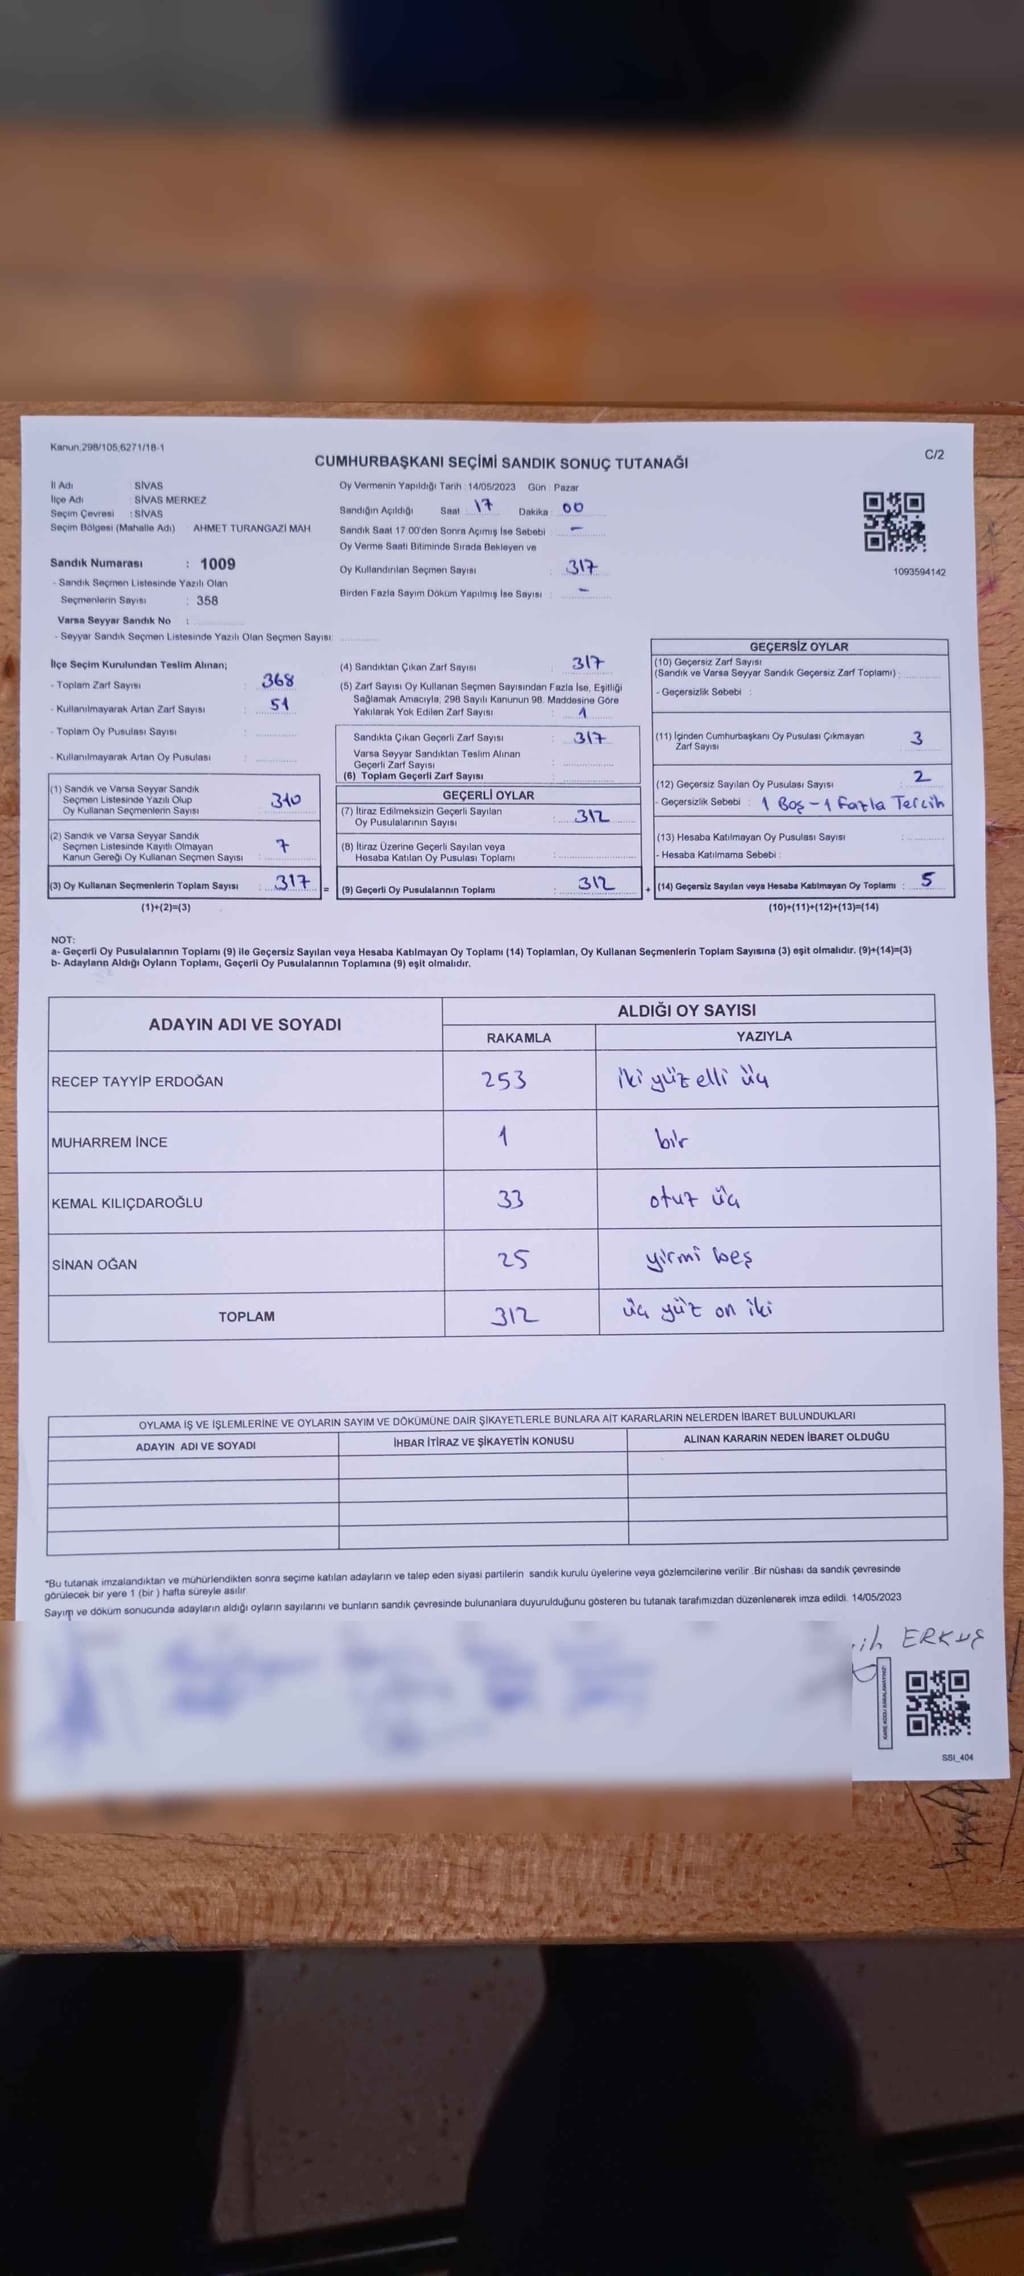 Kanun;298/105,6271/18-1
C/2
CUMHURBAŞKANI SEÇİMİ SANDIK SONUÇ TUTANAĞI
İl Adı : SİVAS
İlçe Adı : SİVAS MERKEZ
Seçim Çevresi : SİVAS
Seçim Bölgesi (Mahalle Adı) AHMET TURANGAZİ MAH
Sandık Numarası : 1009
- Sandık Seçmen Listesinde Yazılı Olan
Seçmenlerin Sayısı : 358
Varsa Seyyar Sandık No :
- Seyyar Sandık Seçmen Listesinde Yazılı Olan Seçmen Sayısı:
Oy Vermenin Yapıldığı Tarih : 14/05/2023 Gün : Pazar
Sandığın Açıldığı Saat : 17 Dakika : 00
Sandık Saat 17.00'den Sonra Açımış İse Sebebi : -
Oy Verme Saati Bitiminde Sırada Bekleyen ve
Oy Kullandırılan Seçmen Sayısı : 317
Birden Fazla Sayım Döküm Yapılmış İse Sayısı : -
1093594142
İlçe Seçim Kurulundan Teslim Alınan;
- Toplam Zarf Sayısı : 368
- Kullanılmayarak Artan Zarf Sayısı : 51
- Toplam Oy Pusulası Sayısı :
- Kullanılmayarak Artan Oy Pusulası :
(1) Sandık ve Varsa Seyyar Sandık
Seçmen Listesinde Yazılı Olup
Oy Kullanan Seçmenlerin Sayısı : 310
(2) Sandık ve Varsa Seyyar Sandık
Seçmen Listesinde Kayıtlı Olmayan
Kanun Gereği Oy Kullanan Seçmen Sayısı : 7
(3) Oy Kullanan Seçmenlerin Toplam Sayısı : 317 =
(1)+(2)=(3)
(4) Sandıktan Çıkan Zarf Sayısı : 317
(5) Zarf Sayısı Oy Kullanan Seçmen Sayısından Fazla İse, Eşitliği
Sağlamak Amacıyla, 298 Sayılı Kanunun 98. Maddesine Göre
Yakılarak Yok Edilen Zarf Sayısı : 1
Sandıkta Çıkan Geçerli Zarf Sayısı : 317
Varsa Seyyar Sandıktan Teslim Alınan
Geçerli Zarf Sayısı :
(6) Toplam Geçerli Zarf Sayısı :
GEÇERLİ OYLAR
(7) İtiraz Edilmeksizin Geçerli Sayılan
Oy Pusulalarının Sayısı : 312
(8) İtiraz Üzerine Geçerli Sayılan veya
Hesaba Katılan Oy Pusulası Toplamı :
(9) Geçerli Oy Pusulalarının Toplamı : 312 +
GEÇERSİZ OYLAR
(10) Geçersiz Zarf Sayısı
(Sandık ve Varsa Seyyar Sandık Geçersiz Zarf Toplamı) :
- Geçersizlik Sebebi :
(11) İçinden Cumhurbaşkanı Oy Pusulası Çıkmayan
Zarf Sayısı : 3
(12) Geçersiz Sayılan Oy Pusulası Sayısı : 2
- Geçersizlik Sebebi : 1 Boş - 1 Fazla Tercih
(13) Hesaba Katılmayan Oy Pusulası Sayısı :
- Hesaba Katılmama Sebebi :
(14) Geçersiz Sayılan veya Hesaba Katılmayan Oy Toplamı : 5
(10)+(11)+(12)+(13)=(14)
NOT:
a- Geçerli Oy Pusulalarının Toplamı (9) ile Geçersiz Sayılan veya Hesaba Katılmayan Oy Toplamı (14) Toplamları, Oy Kullanan Seçmenlerin Toplam Sayısına (3) eşit olmalıdır. (9)+(14)=(3)
b- Adayların Aldığı Oyların Toplamı, Geçerli Oy Pusulalarının Toplamına (9) eşit olmalıdır.
ADAYIN ADI VE SOYADI ALDIĞI OY SAYISI
RAKAMLA YAZIYLA
RECEP TAYYİP ERDOĞAN 253 iki yüz elli üç
MUHARREM İNCE 1 bir
KEMAL KILIÇDAROĞLU 33 otuz üç
SİNAN OĞAN 25 yirmi beş
TOPLAM 312 üç yüz on iki
OYLAMA İŞ VE İŞLEMLERİNE VE OYLARIN SAYIM VE DÖKÜMÜNE DAİR ŞİKAYETLERLE BUNLARA AİT KARARLARIN NELERDEN İBARET BULUNDUKLARI
ADAYIN ADI VE SOYADI İHBAR İTİRAZ VE ŞİKAYETİN KONUSU ALINAN KARARIN NEDEN İBARET OLDUĞU
*Bu tutanak imzalandıktan ve mühürlendikten sonra seçime katılan adayların ve talep eden siyasi partilerin sandık kurulu üyelerine veya gözlemcilerine verilir .Bir nüshası da sandık çevresinde
görülecek bir yere 1 (bir ) hafta süreyle asılır.
Sayım ve döküm sonucunda adayların aldığı oyların sayılarını ve bunların sandık çevresinde bulunanlara duyurulduğunu gösteren bu tutanak tarafımızdan düzenlenerek imza edildi. 14/05/2023
ERKUŞ
SSI_404